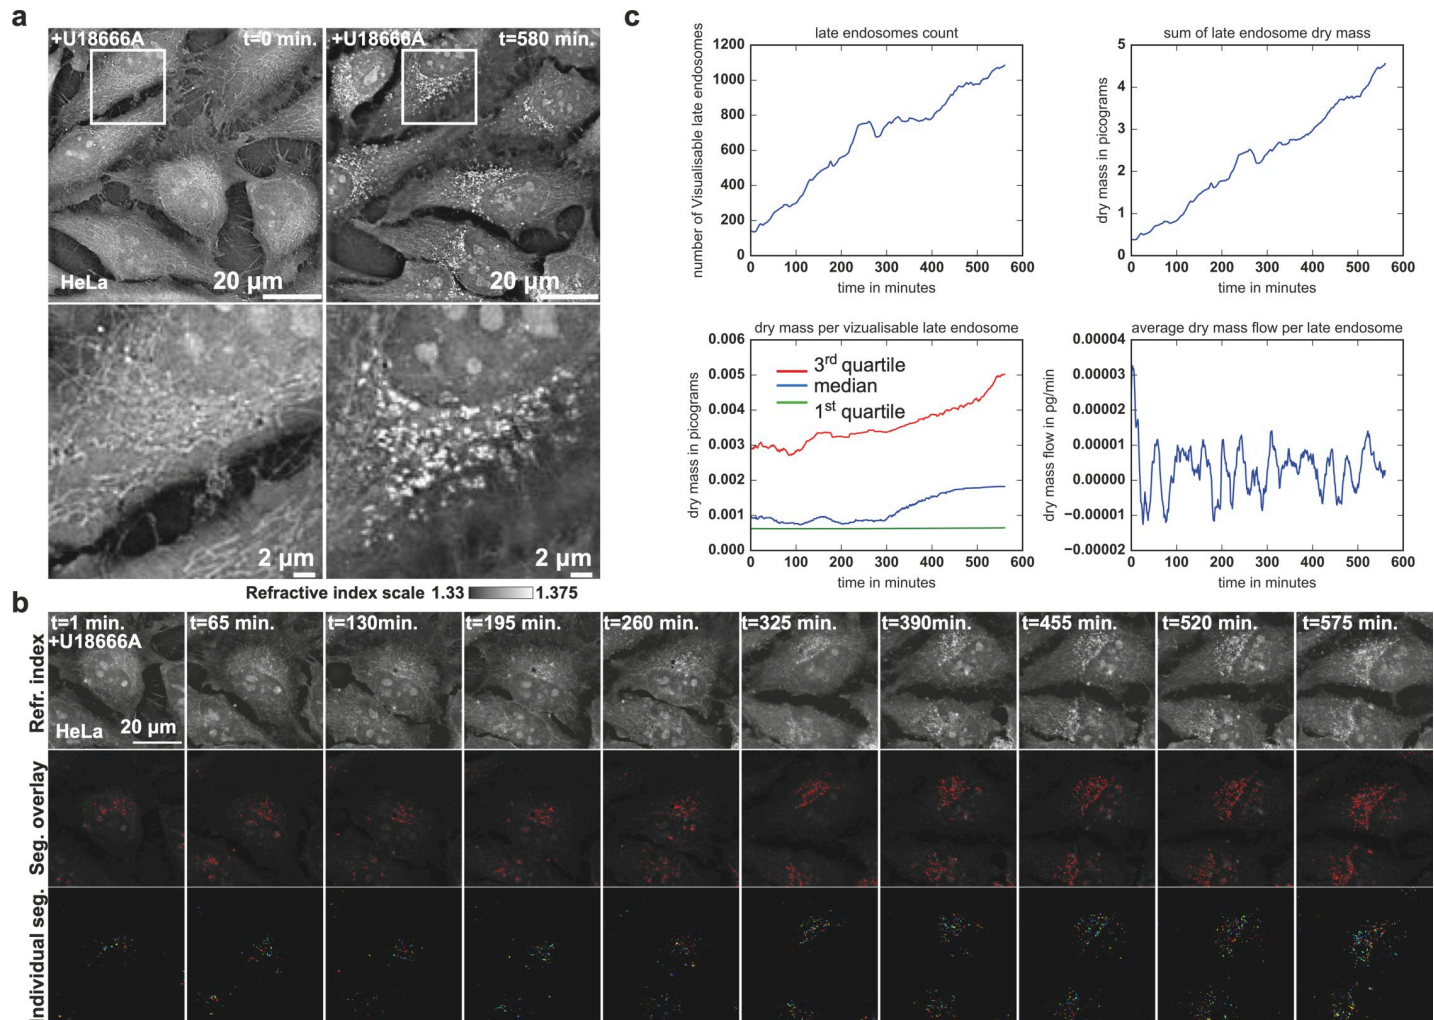 a
+U18666A t=0 min.
HeLa 20 µm
+U18666A t=580 min.
20 µm
2 µm
2 µm
Refractive index scale 1.33 1.375
c
late endosomes count
number of Visualisable late endosomes
1200
1000
800
600
400
200
0
0 100 200 300 400 500 600
time in minutes
sum of late endosome dry mass
dry mass in picograms
5
4
3
2
1
0
0 100 200 300 400 500 600
time in minutes
dry mass per vizualisable late endosome
dry mass in picograms
0.006
0.005
0.004
0.003
0.002
0.001
0.000
3rd quartile
median
1st quartile
0 100 200 300 400 500 600
time in minutes
average dry mass flow per late endosome
dry mass flow in pg/min
0.00004
0.00003
0.00002
0.00001
0.00000
−0.00001
−0.00002
0 100 200 300 400 500 600
time in minutes
b
Refr. index
t=1 min. t=65 min. t=130min. t=195 min. t=260 min. t=325 min. t=390min. t=455 min. t=520 min. t=575 min.
+U18666A
HeLa 20 µm
Seg. overlay
Individual seg.